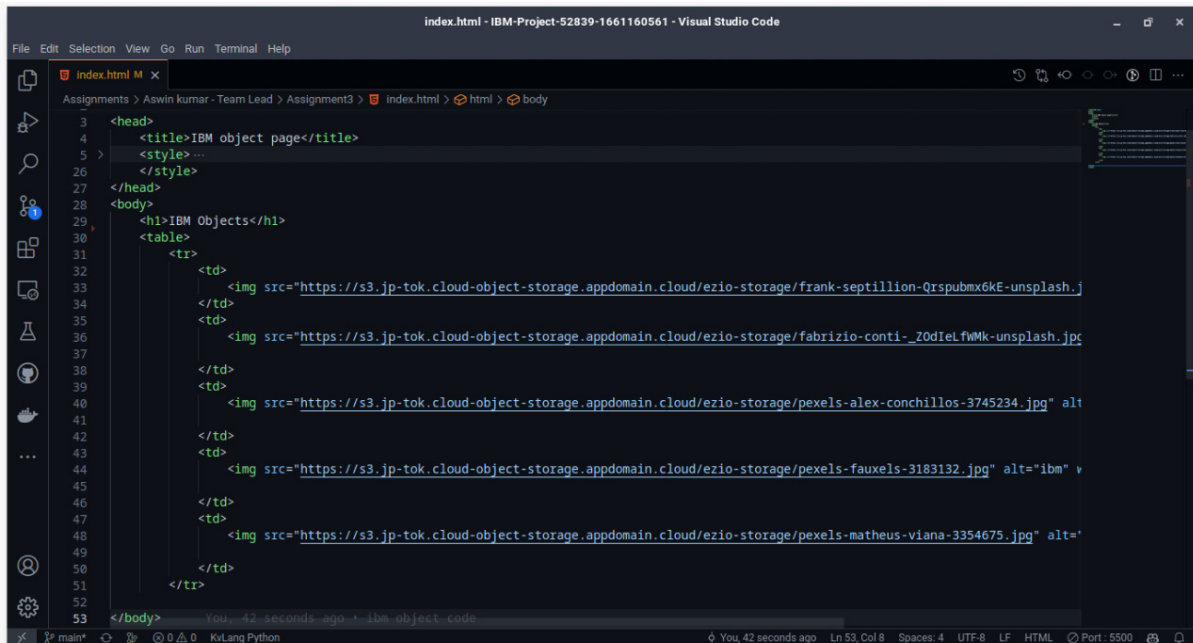 index.html - IBM-Project-52839-1661160561 - Visual Studio Code
File Edit Selection View Go Run Terminal Help
index.html M
Assignments > Aswin kumar - Team Lead > Assignment3 > index.html > html > body
3 <head>
4 <title>IBM object page</title>
5 <style>···
26 </style>
27 </head>
28 <body>
29 <h1>IBM Objects</h1>
30 <table>
31 <tr>
32 <td>
33 <img src="https://s3.jp-tok.cloud-object-storage.appdomain.cloud/ezio-storage/frank-septillion-Qrspubmx6kE-unsplash.j
34 </td>
35 <td>
36 <img src="https://s3.jp-tok.cloud-object-storage.appdomain.cloud/ezio-storage/fabrizio-conti-_ZOdIeLfWMk-unsplash.jpg
37
38 </td>
39 <td>
40 <img src="https://s3.jp-tok.cloud-object-storage.appdomain.cloud/ezio-storage/pexels-alex-conchillos-3745234.jpg" alt
41
42 </td>
43 <td>
44 <img src="https://s3.jp-tok.cloud-object-storage.appdomain.cloud/ezio-storage/pexels-fauxels-3183132.jpg" alt="ibm" w
45
46 </td>
47 <td>
48 <img src="https://s3.jp-tok.cloud-object-storage.appdomain.cloud/ezio-storage/pexels-matheus-viana-3354675.jpg" alt="
49
50 </td>
51 </tr>
52
53 </body> You, 42 seconds ago • ibm object code
1
main* 0 0 KvLang Python You, 42 seconds ago Ln 53, Col 8 Spaces: 4 UTF-8 LF HTML Port : 5500